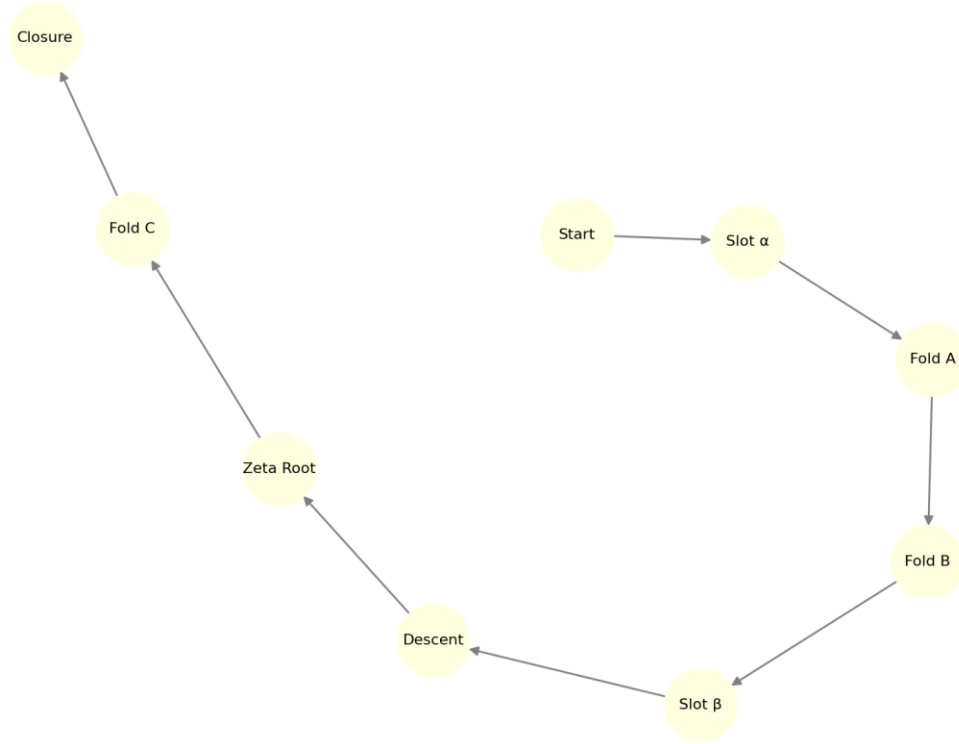 Closure
Fold C
Start
Slot α
Fold A
Zeta Root
Fold B
Descent
Slot β